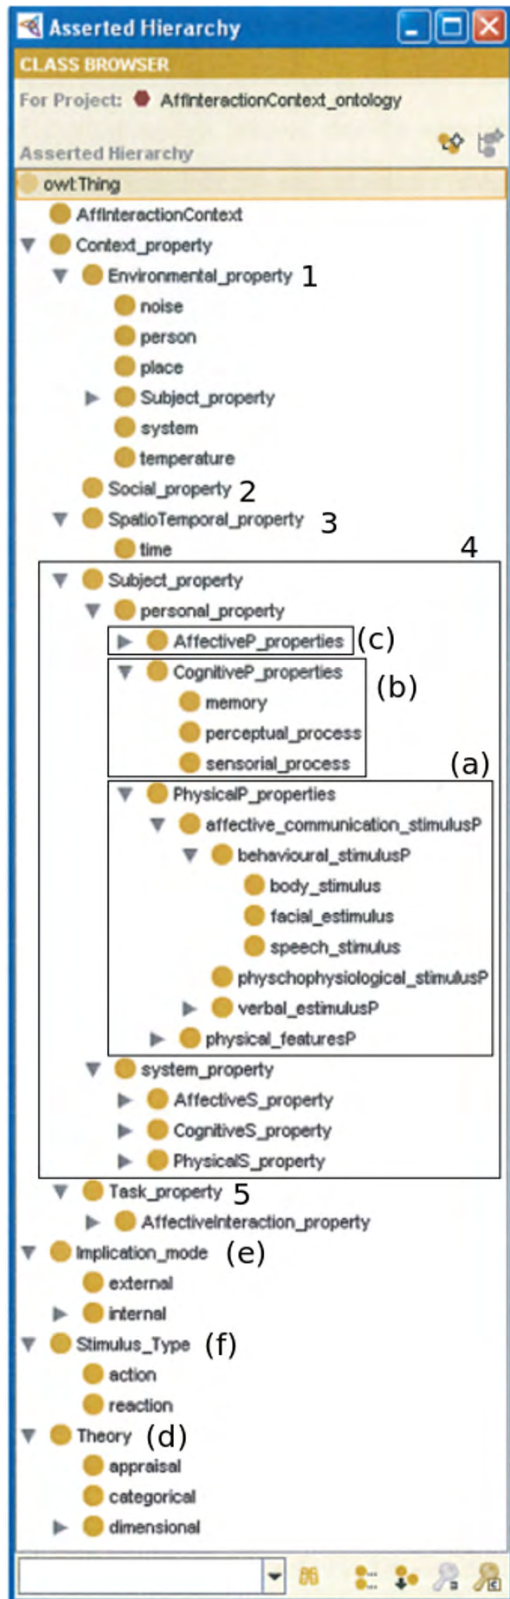 Asserted Hierarchy
CLASS BROWSER
For Project: AffInteractionContext_ontology
Asserted Hierarchy
owl:Thing
AffInteractionContext
Context_property
Environmental_property 1
noise
person
place
Subject_property
system
temperature
Social_property 2
SpatioTemporal_property 3
time
4
Subject_property
personal_property
AffectiveP_properties (c)
CognitiveP_properties
(b)
memory
perceptual_process
sensorial_process
(a)
PhysicalP_properties
affective_communication_stimulusP
behavioural_stimulusP
body_stimulus
facial_estimulus
speech_stimulus
physchophysiological_stimulusP
verbal_estimulusP
physical_featuresP
system_property
AffectiveS_property
CognitiveS_property
PhysicalS_property
Task_property 5
AffectiveInteraction_property
Implication_mode (e)
external
internal
Stimulus_Type (f)
action
reaction
Theory (d)
appraisal
categorical
dimensional